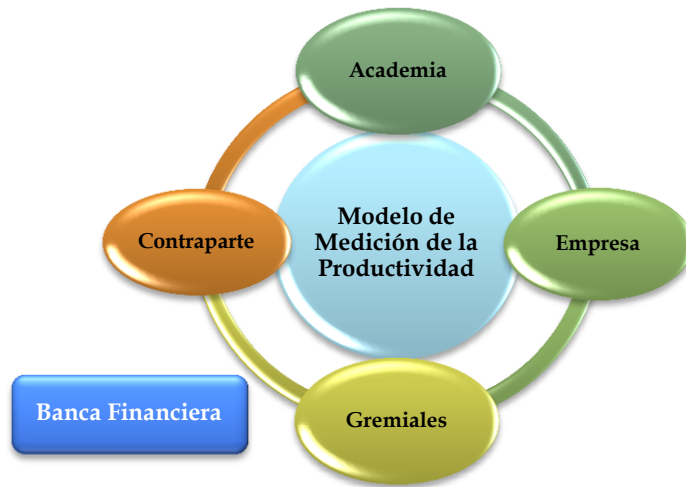 Academia
Contraparte
Modelo de
Medición de la
Productividad
Empresa
Banca Financiera
Gremiales